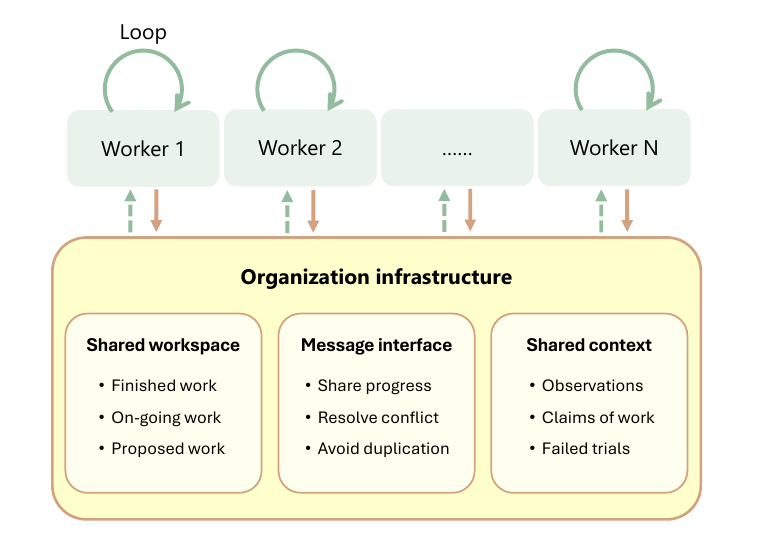 Loop
Worker 1
Worker 2
......
Worker N
Organization infrastructure
Shared workspace
• Finished work
• On-going work
• Proposed work
Message interface
• Share progress
• Resolve conflict
• Avoid duplication
Shared context
• Observations
• Claims of work
• Failed trials